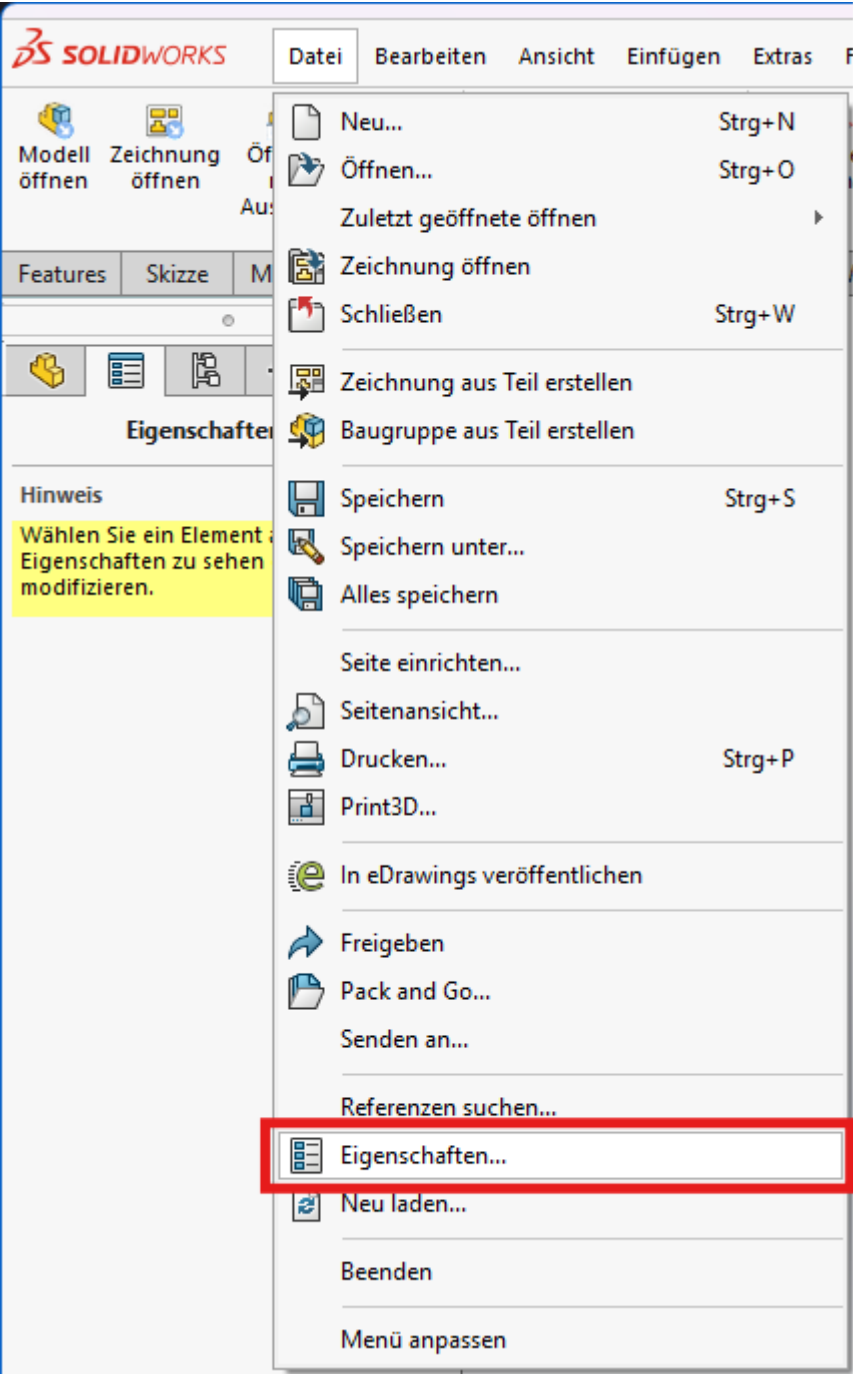 SOLIDWORKS
Datei Bearbeiten Ansicht Einfügen Extras
Modell öffnen
Zeichnung öffnen
Features Skizze
Eigenschaften
Hinweis
Wählen Sie ein Element
Eigenschaften zu sehen
modifizieren.
Neu... Strg+N
Öffnen... Strg+O
Zuletzt geöffnete öffnen
Zeichnung öffnen
Schließen Strg+W
Zeichnung aus Teil erstellen
Baugruppe aus Teil erstellen
Speichern Strg+S
Speichern unter...
Alles speichern
Seite einrichten...
Seitenansicht...
Drucken... Strg+P
Print3D...
In eDrawings veröffentlichen
Freigeben
Pack and Go...
Senden an...
Referenzen suchen...
Eigenschaften...
Neu laden...
Beenden
Menü anpassen